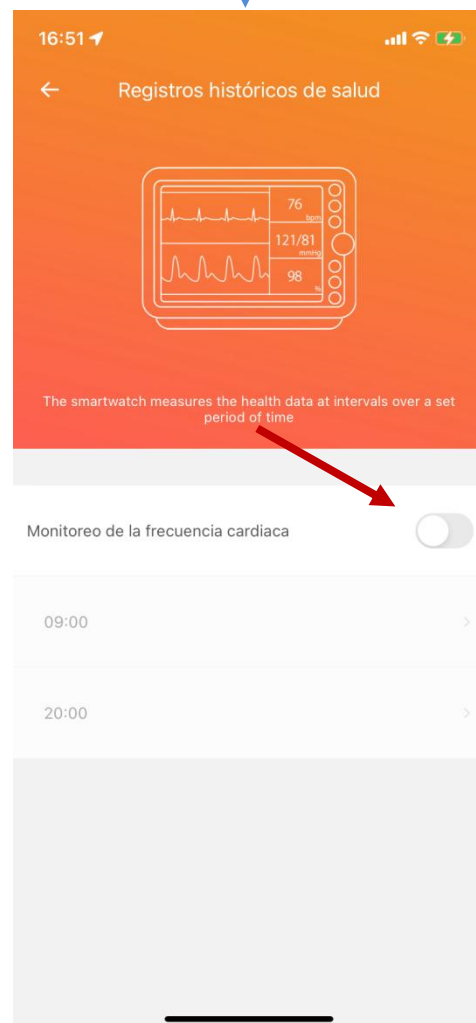 16:51
Registros históricos de salud
76
bpm
121/81
mmHg
98
%
The smartwatch measures the health data at intervals over a set
period of time
Monitoreo de la frecuencia cardiaca
09:00
20:00